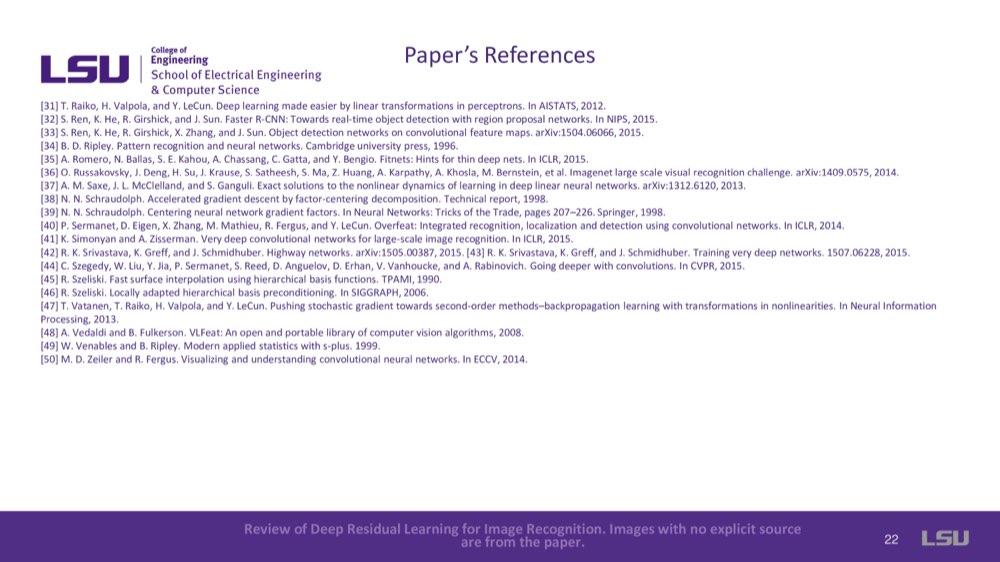 LSU
College of
Engineering
School of Electrical Engineering
& Computer Science
Paper's References
[31] T. Raiko, H. Valpola, and Y. LeCun. Deep learning made easier by linear transformations in perceptrons. In AISTATS, 2012.
[32] S. Ren, K. He, R. Girshick, and J. Sun. Faster R-CNN: Towards real-time object detection with region proposal networks. In NIPS, 2015.
[33] S. Ren, K. He, R. Girshick, X. Zhang, and J. Sun. Object detection networks on convolutional feature maps. arXiv:1504.06066, 2015.
[34] B. D. Ripley. Pattern recognition and neural networks. Cambridge university press, 1996.
[35] A. Romero, N. Ballas, S. E. Kahou, A. Chassang, C. Gatta, and Y. Bengio. Fitnets: Hints for thin deep nets. In ICLR, 2015.
[36] O. Russakovsky, J. Deng, H. Su, J. Krause, S. Satheesh, S. Ma, Z. Huang, A. Karpathy, A. Khosla, M. Bernstein, et al. Imagenet large scale visual recognition challenge. arXiv:1409.0575, 2014.
[37] A. M. Saxe, J. L. McClelland, and S. Ganguli. Exact solutions to the nonlinear dynamics of learning in deep linear neural networks. arXiv:1312.6120, 2013.
[38] N. N. Schraudolph. Accelerated gradient descent by factor-centering decomposition. Technical report, 1998.
[39] N. N. Schraudolph. Centering neural network gradient factors. In Neural Networks: Tricks of the Trade, pages 207–226. Springer, 1998.
[40] P. Sermanet, D. Eigen, X. Zhang, M. Mathieu, R. Fergus, and Y. LeCun. Overfeat: Integrated recognition, localization and detection using convolutional networks. In ICLR, 2014.
[41] K. Simonyan and A. Zisserman. Very deep convolutional networks for large-scale image recognition. In ICLR, 2015.
[42] R. K. Srivastava, K. Greff, and J. Schmidhuber. Highway networks. arXiv:1505.00387, 2015. [43] R. K. Srivastava, K. Greff, and J. Schmidhuber. Training very deep networks. 1507.06228, 2015.
[44] C. Szegedy, W. Liu, Y. Jia, P. Sermanet, S. Reed, D. Anguelov, D. Erhan, V. Vanhoucke, and A. Rabinovich. Going deeper with convolutions. In CVPR, 2015.
[45] R. Szeliski. Fast surface interpolation using hierarchical basis functions. TPAMI, 1990.
[46] R. Szeliski. Locally adapted hierarchical basis preconditioning. In SIGGRAPH, 2006.
[47] T. Vatanen, T. Raiko, H. Valpola, and Y. LeCun. Pushing stochastic gradient towards second-order methods–backpropagation learning with transformations in nonlinearities. In Neural Information
Processing, 2013.
[48] A. Vedaldi and B. Fulkerson. VLFeat: An open and portable library of computer vision algorithms, 2008.
[49] W. Venables and B. Ripley. Modern applied statistics with s-plus. 1999.
[50] M. D. Zeiler and R. Fergus. Visualizing and understanding convolutional neural networks. In ECCV, 2014.
Review of Deep Residual Learning for Image Recognition. Images with no explicit source
are from the paper.
22
LSU